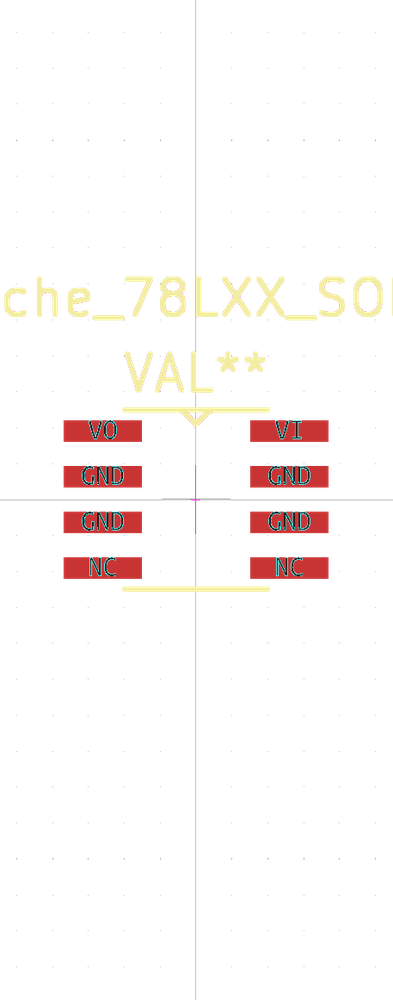 che_78LXX_SO
VAL**
VO VI
GND GND
GND GND
NC NC